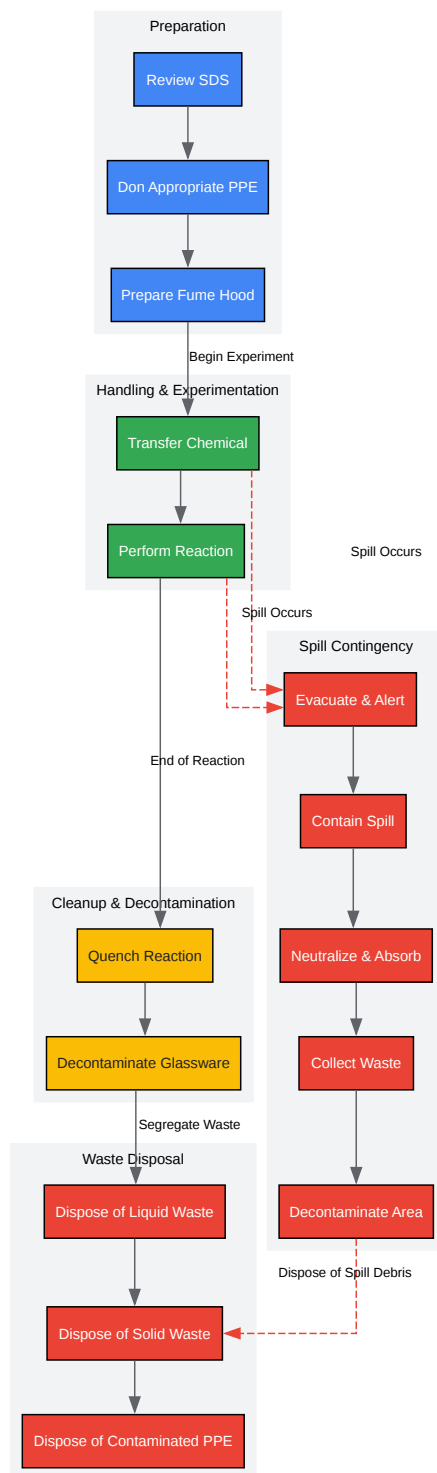 Preparation
Review SDS
Don Appropriate PPE
Prepare Fume Hood
Begin Experiment
Handling & Experimentation
Transfer Chemical
Perform Reaction
Spill Occurs
Spill Occurs
Spill Contingency
Evacuate & Alert
End of Reaction
Contain Spill
Cleanup & Decontamination
Quench Reaction
Neutralize & Absorb
Decontaminate Glassware
Collect Waste
Segregate Waste
Waste Disposal
Dispose of Liquid Waste
Decontaminate Area
Dispose of Spill Debris
Dispose of Solid Waste
Dispose of Contaminated PPE